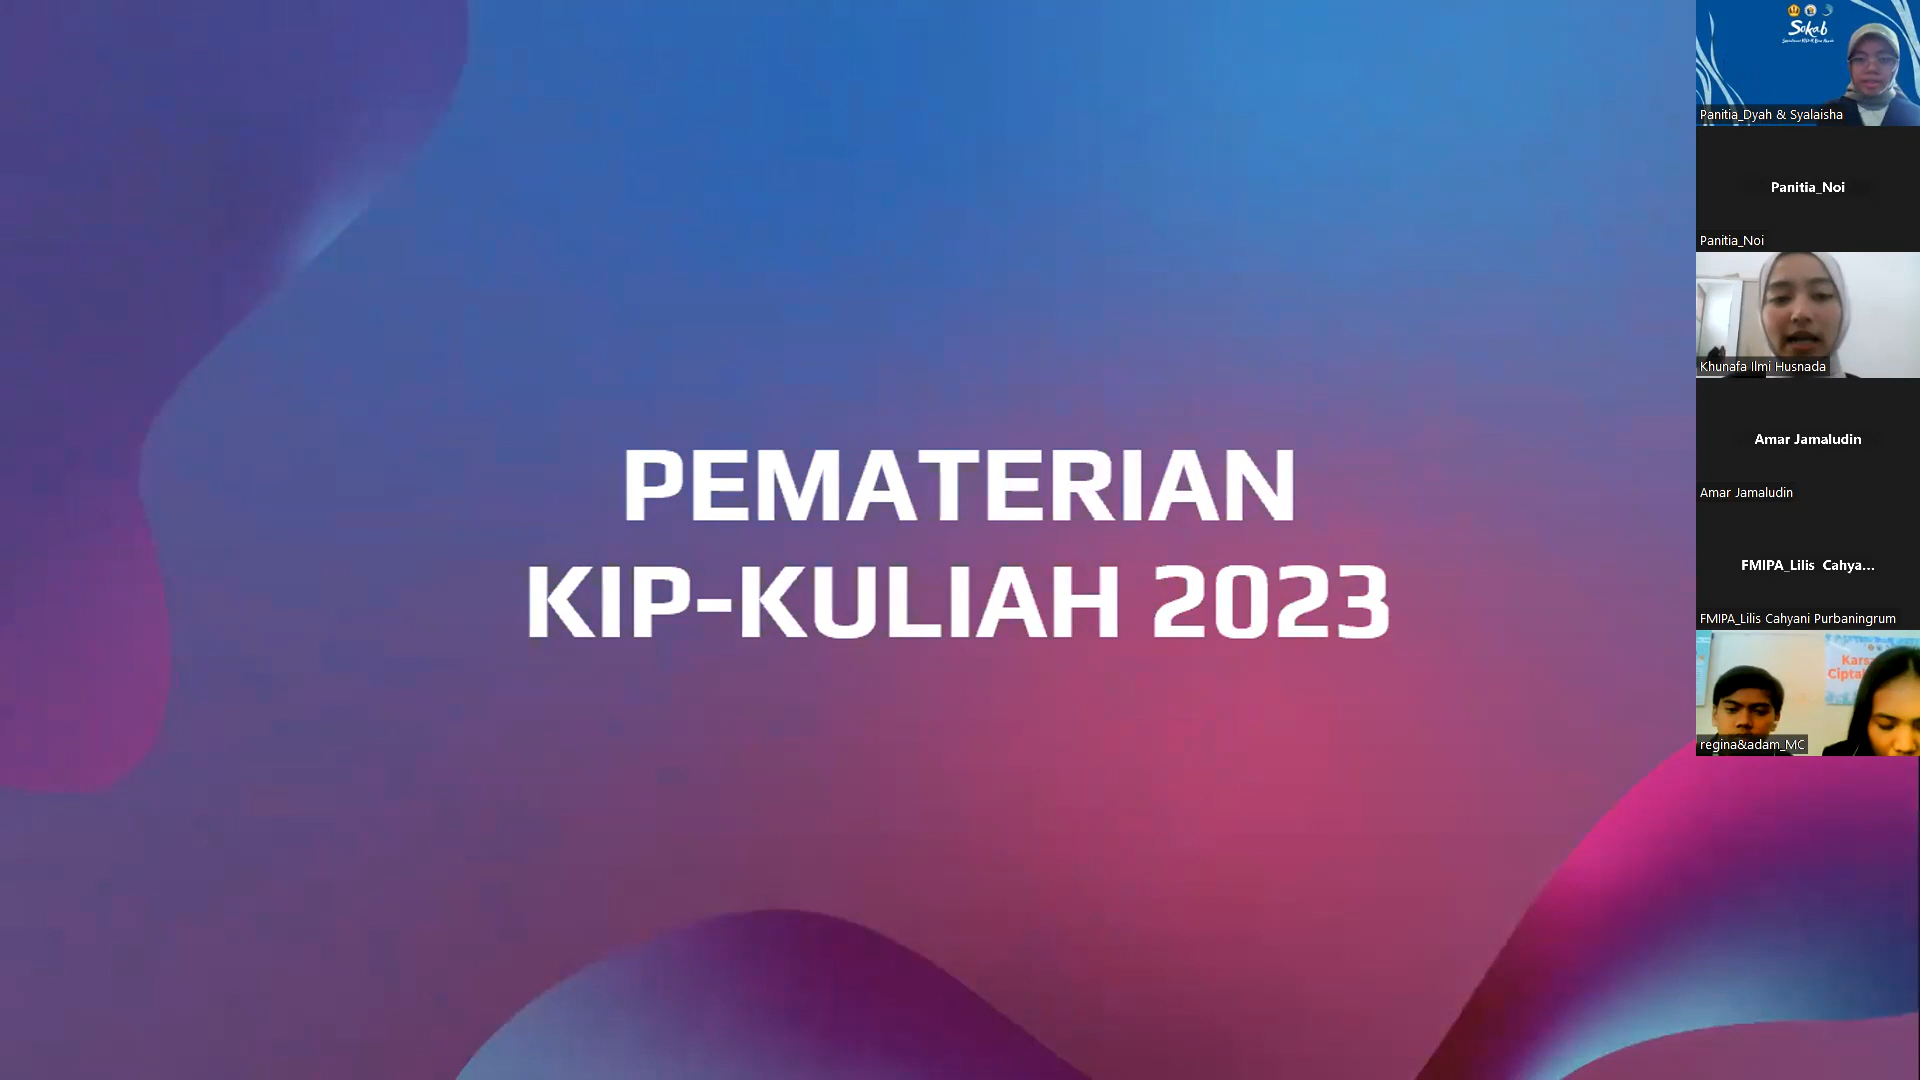 PEMATERIAN
KIP-KULIAH 2023
Sokab
Panitia_Dyah & Syalaisha
Panitia_Noi
Panitia_Noi
Khunafa Ilmi Husnada
Amar Jamaludin
Amar Jamaludin
FMIPA_Lilis Cahya...
FMIPA_Lilis Cahyani Purbaningrum
regina&adam_MC